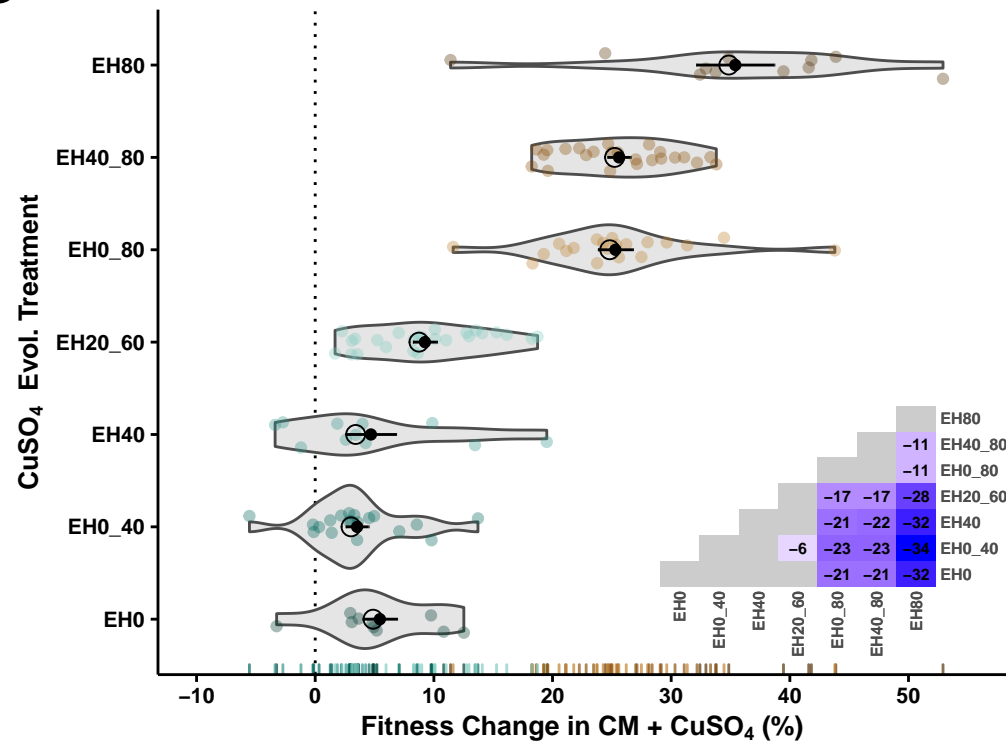 EH80
EH40_80
EH0_80
EH20_60
EH40
EH0_40
EH0
CuSO₄ Evol. Treatment
−10 0 10 20 30 40 50
Fitness Change in CM + CuSO₄ (%)
EH80
−11 EH40_80
−11 EH0_80
−17 −17 −28 EH20_60
−21 −22 −32 EH40
−6 −23 −23 −34 EH0_40
−21 −21 −32 EH0
EH0 EH0_40 EH40 EH20_60 EH0_80 EH40_80 EH80